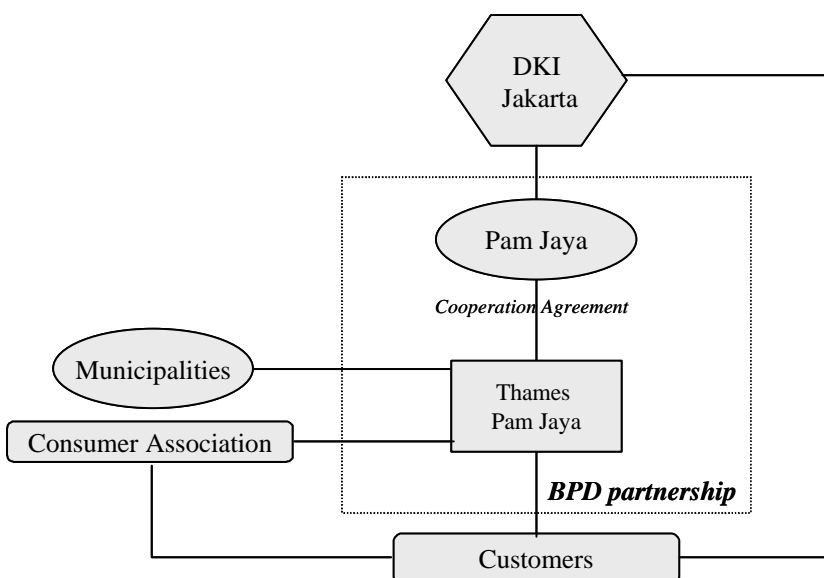 DKI
Jakarta
Pam Jaya
Cooperation Agreement
Municipalities
Thames
Pam Jaya
Consumer Association
BPD partnership
Customers